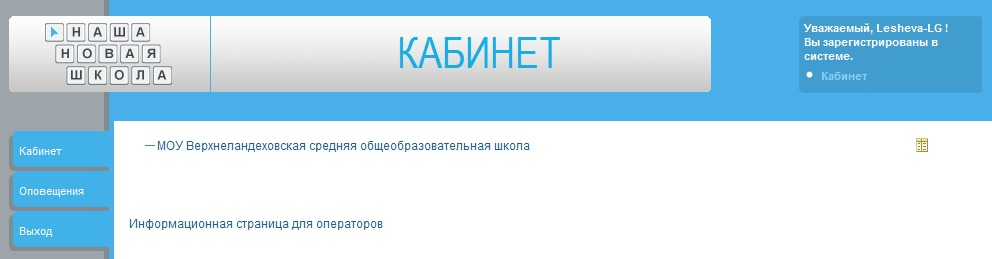 НАША
НОВАЯ
ШКОЛА
КАБИНЕТ
Уважаемый, Lesheva-LG !
Вы зарегистрированы в
системе.
Кабинет
Кабинет
Оповещения
Выход
МОУ Верхнеландеховская средняя общеобразовательная школа
Информационная страница для операторов